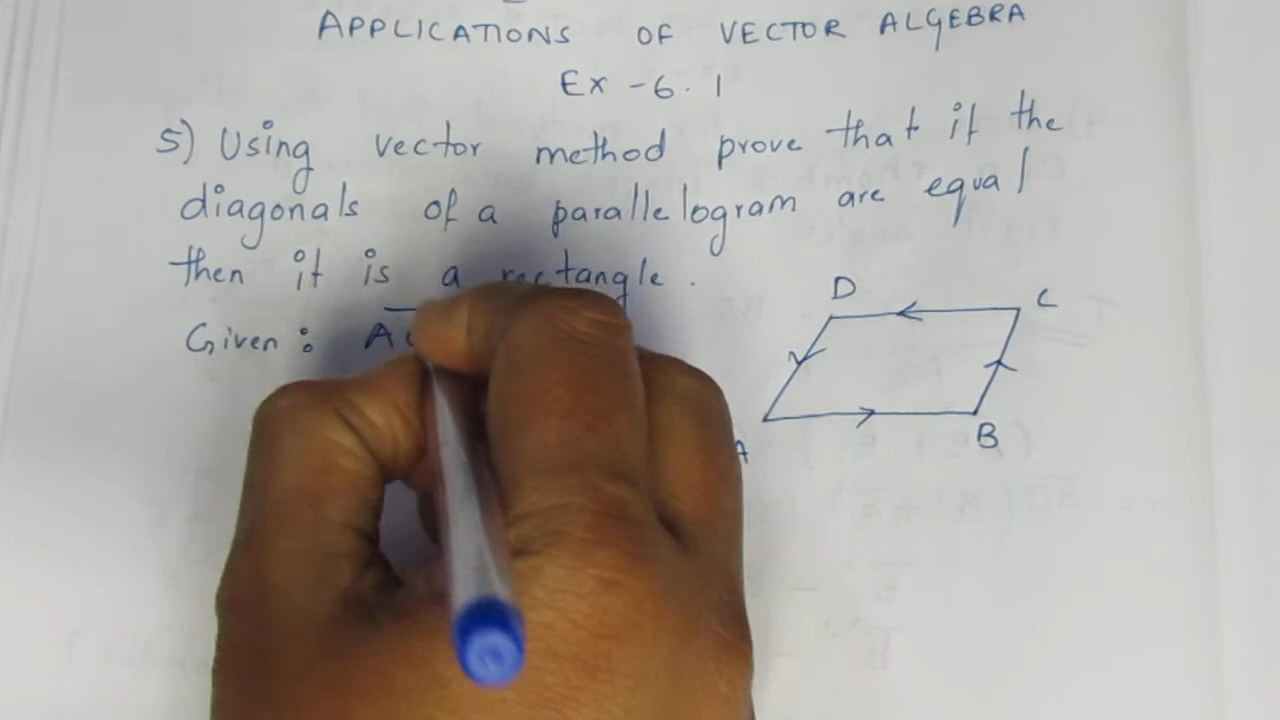 APPLICATIONS OF VECTOR ALGEBRA
Ex - 6.1
5) Using vector method prove that if the
diagonals of a parallelogram are equal
then it is a rectangle.
Given :
D
C
A
B